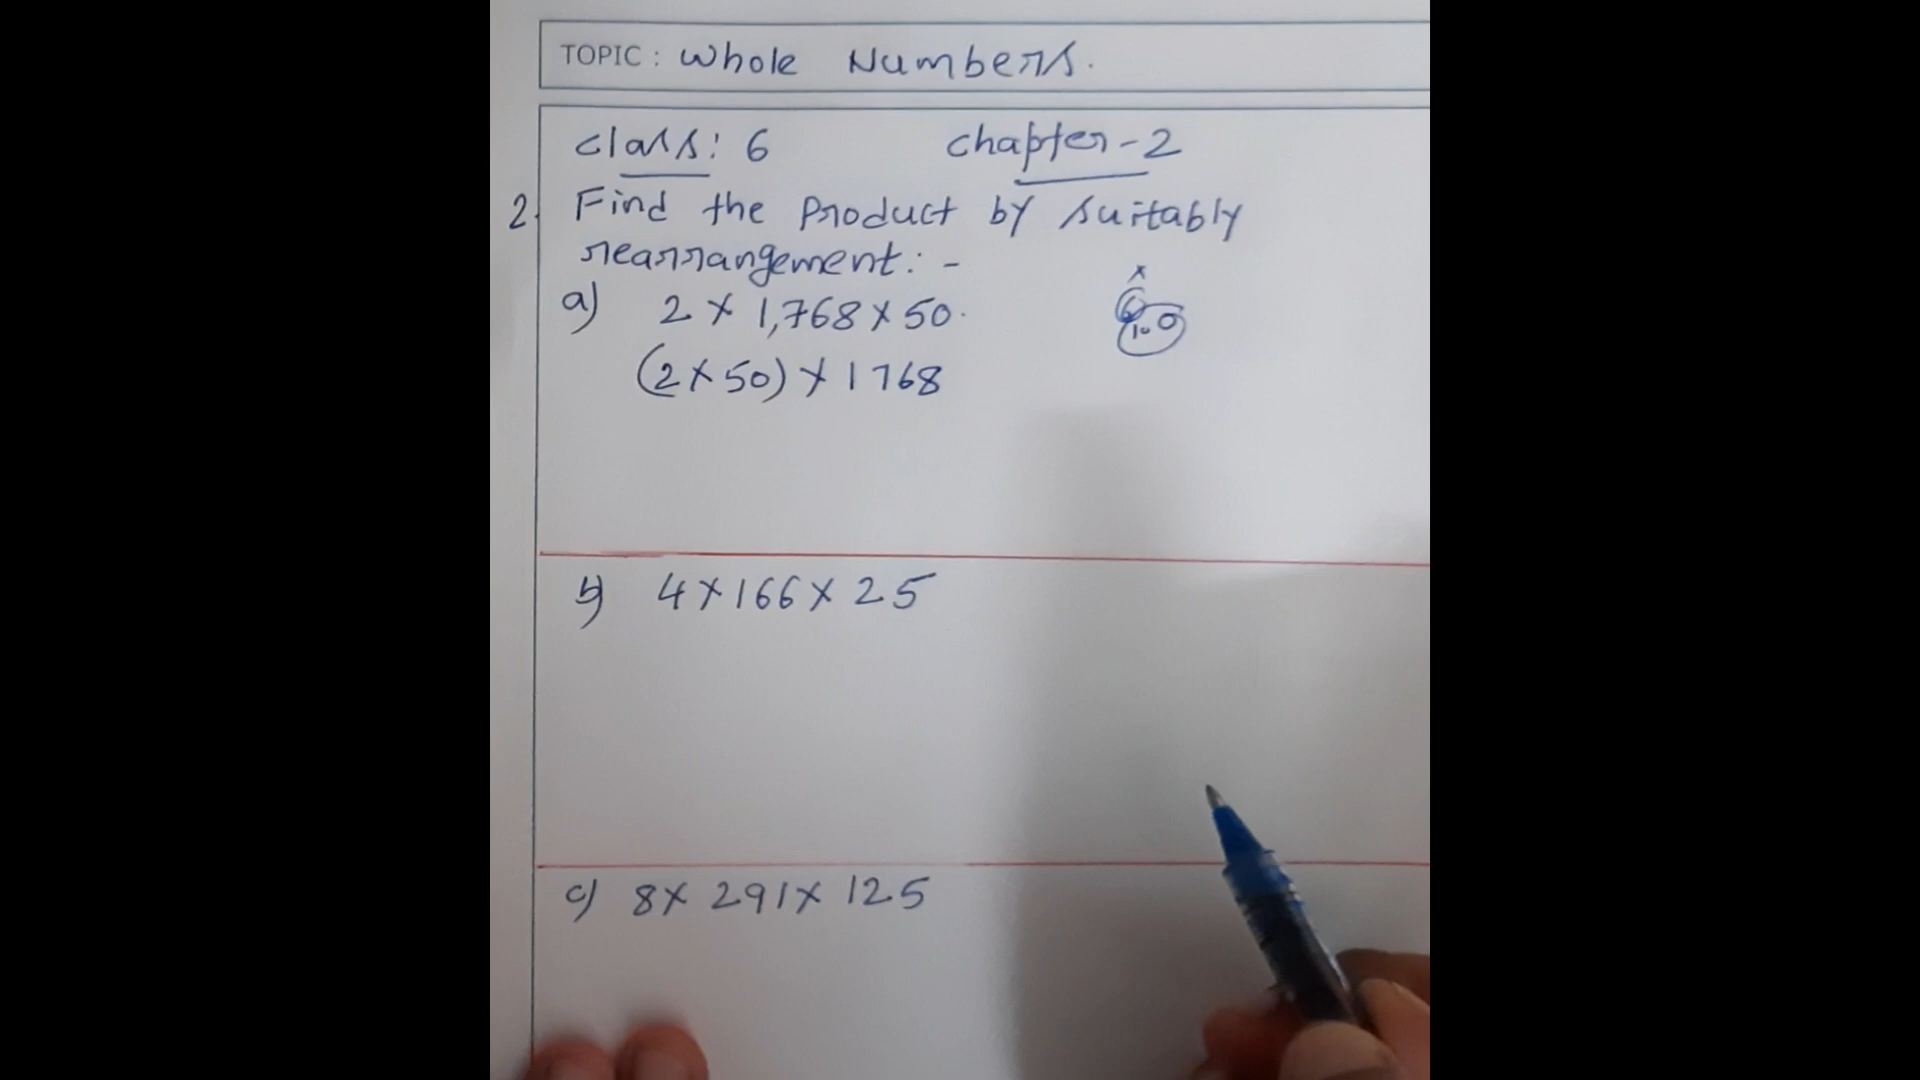 TOPIC : Whole Numbers.
Class: 6 Chapter-2
2. Find the Product by suitably
rearrangement: -
a) 2 × 1,768 × 50.
(2 × 50) × 1768
b) 4 × 166 × 25
c) 8 × 291 × 125